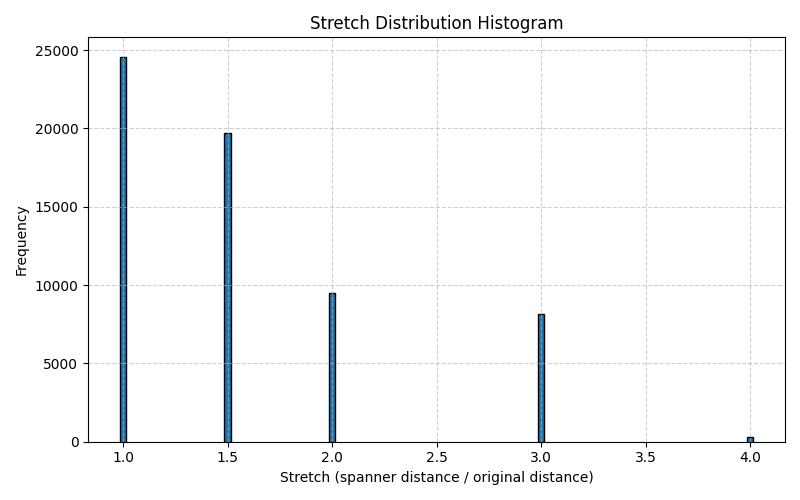 Stretch Distribution Histogram
25000
20000
15000
10000
5000
0
Frequency
1.0 1.5 2.0 2.5 3.0 3.5 4.0
Stretch (spanner distance / original distance)